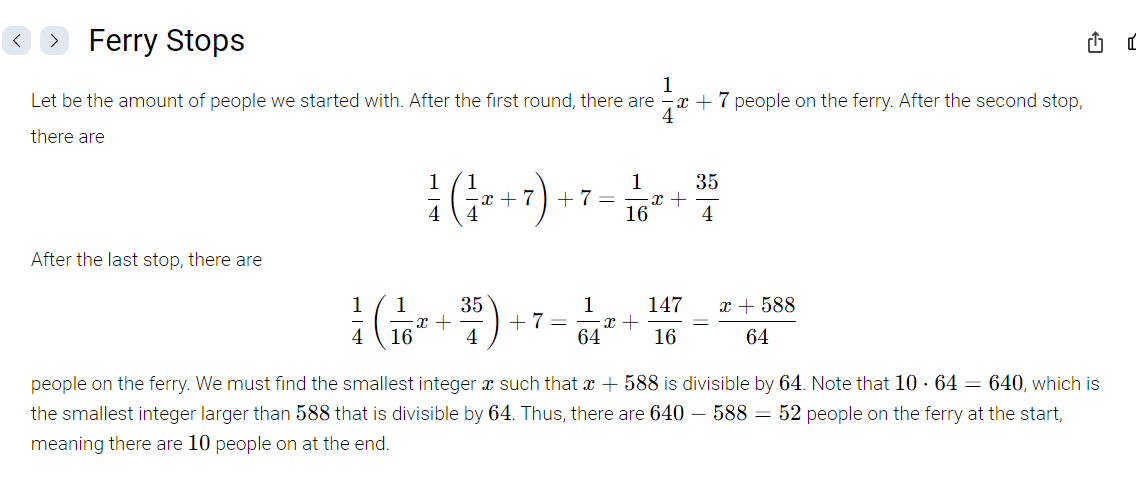 Ferry Stops
Let be the amount of people we started with. After the first round, there are \frac{1}{4}x + 7 people on the ferry. After the second stop,
there are
\frac{1}{4}\left(\frac{1}{4}x + 7\right) + 7 = \frac{1}{16}x + \frac{35}{4}
After the last stop, there are
\frac{1}{4}\left(\frac{1}{16}x + \frac{35}{4}\right) + 7 = \frac{1}{64}x + \frac{147}{16} = \frac{x + 588}{64}
people on the ferry. We must find the smallest integer x such that x + 588 is divisible by 64. Note that 10 · 64 = 640, which is
the smallest integer larger than 588 that is divisible by 64. Thus, there are 640 − 588 = 52 people on the ferry at the start,
meaning there are 10 people on at the end.